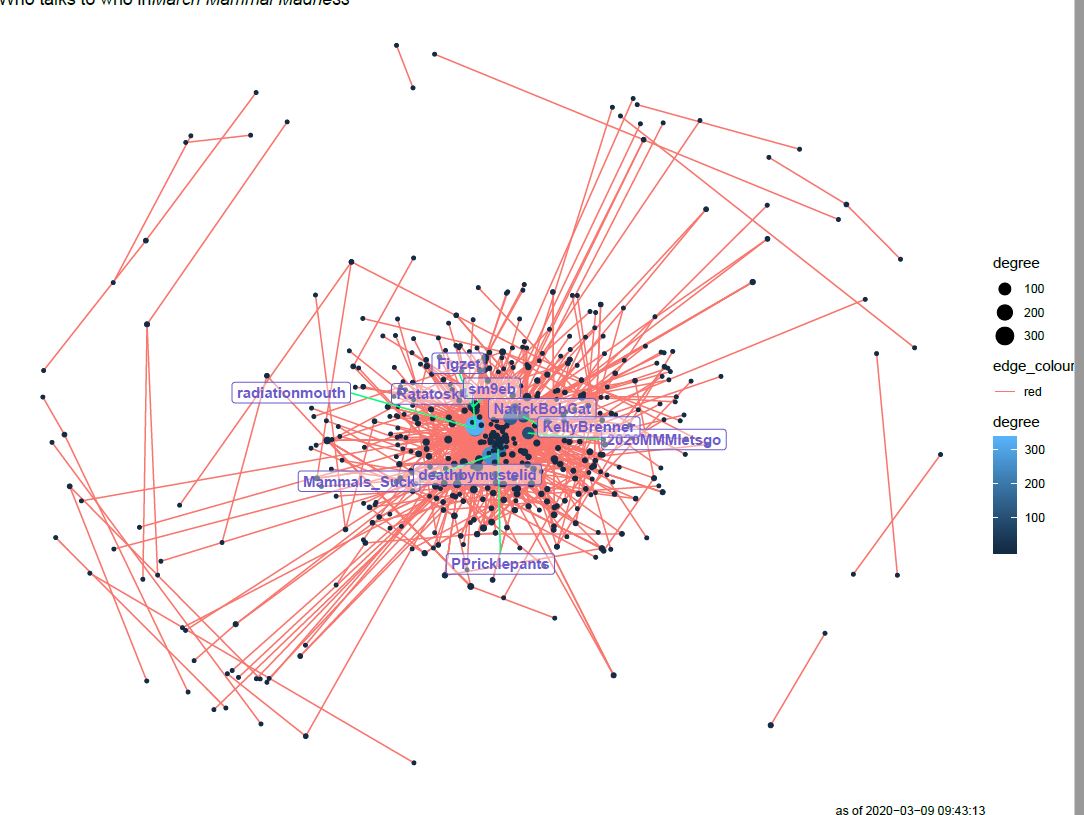 Who talks to who inMarch Mammal Madness
Figzet
radiationmouth
Ratatoskr
sm9eb
NatickBobCat
KellyBrenner
2020MMMletsgo
Mammals_Suck
deathbymustelid
PPricklepants
degree
100
200
300
edge_colour
red
degree
300
200
100
as of 2020-03-09 09:43:13